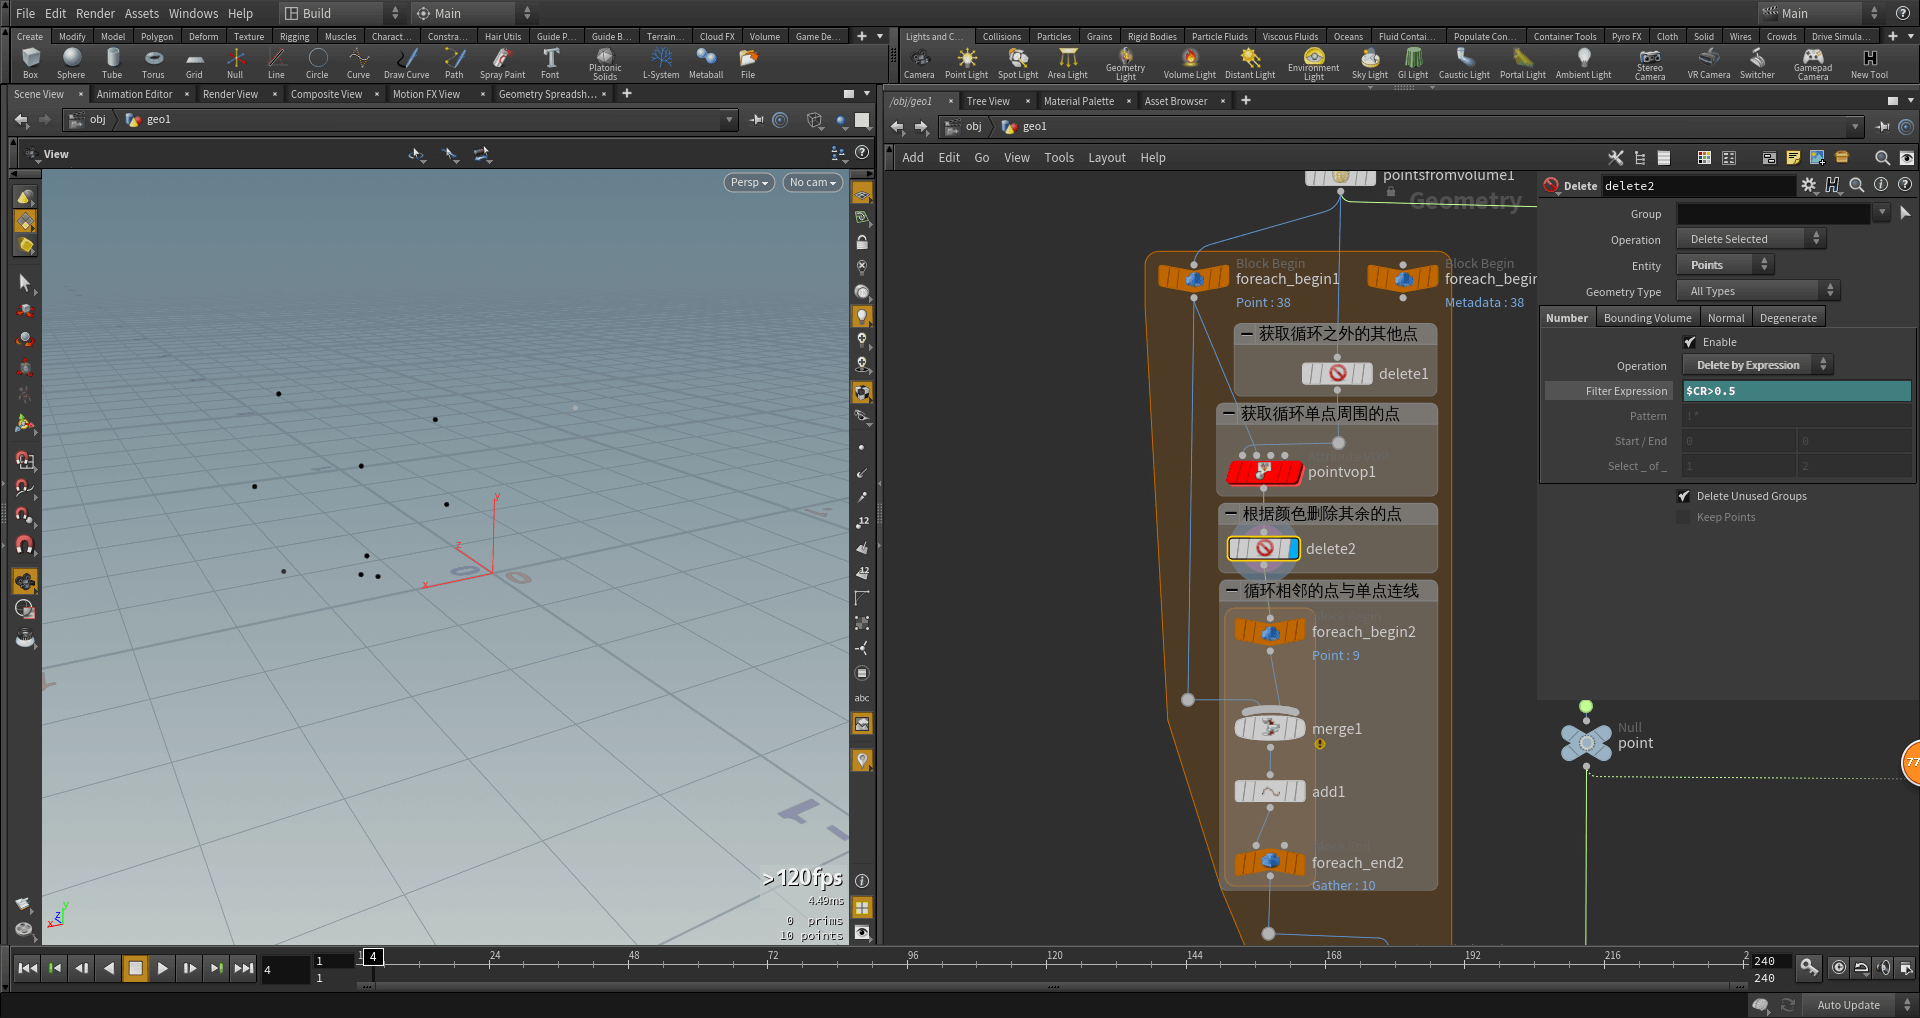 File Edit Render Assets Windows Help Build Main Main
Create Modify Model Polygon Deform Texture Rigging Muscles Charact... Constra... Hair Utils Guide P... Guide B... Terrain... Cloud FX Volume Game De...
Lights and C... Collisions Particles Grains Rigid Bodies Particle Fluids Viscous Fluids Oceans Fluid Contai... Populate Con... Container Tools Pyro FX Cloth Solid Wires Crowds Drive Simula...
Box Sphere Tube Torus Grid Null Line Circle Curve Draw Curve Path Spray Paint Font Platonic Solids L-System Metaball File
Camera Point Light Spot Light Area Light Geometry Light Volume Light Distant Light Environment Light Sky Light GI Light Caustic Light Portal Light Ambient Light Stereo Camera VR Camera Switcher Gamepad Camera New Tool
Scene View Animation Editor Render View Composite View Motion FX View Geometry Spreadsh...
/obj/geo1 Tree View Material Palette Asset Browser
obj geo1
obj geo1
View
Add Edit Go View Tools Layout Help
Persp No cam
pointsfromvolume1
Geometry
Delete delete2
Group
Operation Delete Selected
Entity Points
Geometry Type All Types
Number Bounding Volume Normal Degenerate
Enable
Operation Delete by Expression
Filter Expression $CR>0.5
Pattern !*
Start / End 0 0
Select _ of _ 1 2
Delete Unused Groups
Keep Points
Block Begin
foreach_begin1
Point : 38
Block Begin
foreach_begin
Metadata : 38
获取循环之外的其他点
delete1
获取循环单点周围的点
pointvop1
根据颜色删除其余的点
delete2
循环相邻的点与单点连线
foreach_begin2
Point : 9
merge1
add1
foreach_end2
Gather : 10
Null
point
77
12
12
abc
y
z
x
0
0
y
z
x
>120fps
4.49ms
0 prims
10 points
4 1 1 1 4 24 48 72 96 120 144 168 192 216 2 240 240
Auto Update